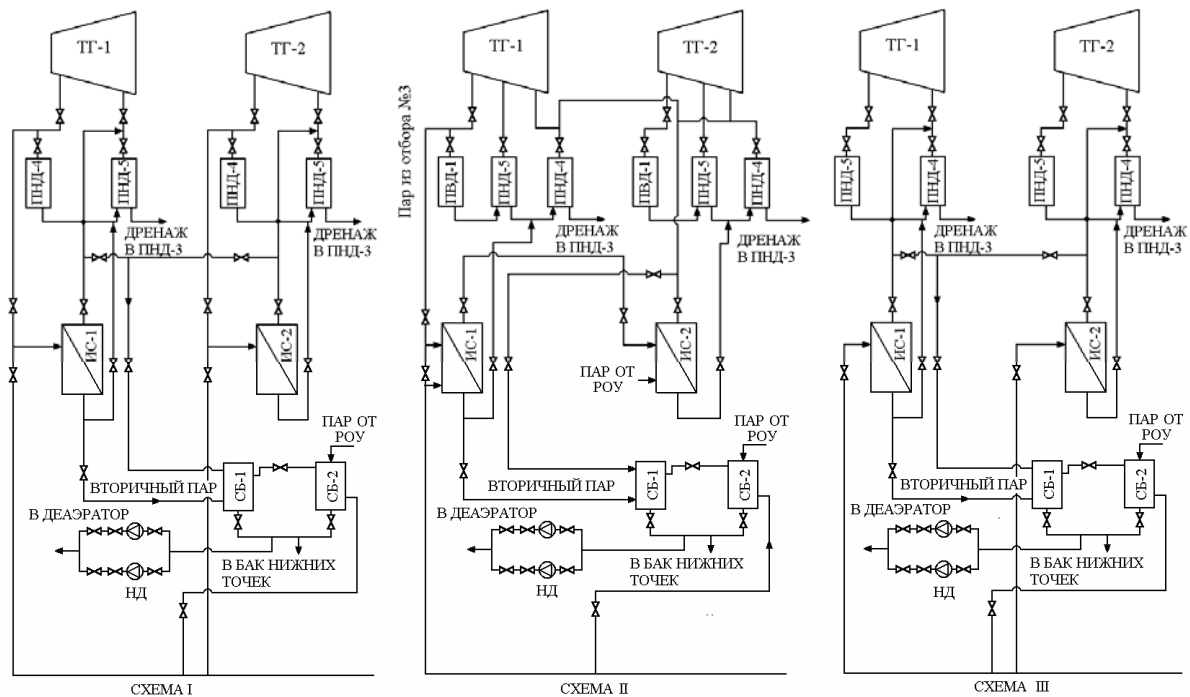 ТГ-1
ТГ-2
ПНД-4
ПНД-5
ПНД-4
ПНД-5
ДРЕНАЖ
В ПНД-3
ДРЕНАЖ
В ПНД-3
ИС-1
ИС-2
ПАР ОТ
РОУ
СБ-1
СБ-2
ВТОРИЧНЫЙ ПАР
В ДЕАЭРАТОР
В БАК НИЖНИХ
ТОЧЕК
НД
СХЕМА I
Пар из отбора №3
ТГ-1
ТГ-2
ПВД-1
ПНД-5
ПНД-4
ПВД-1
ПНД-5
ПНД-4
ДРЕНАЖ
В ПНД-3
ДРЕНАЖ
В ПНД-3
ИС-1
ИС-2
ПАР ОТ
РОУ
ПАР ОТ
РОУ
СБ-1
СБ-2
ВТОРИЧНЫЙ ПАР
В ДЕАЭРАТОР
В БАК НИЖНИХ
ТОЧЕК
НД
СХЕМА II
ТГ-1
ТГ-2
ПНД-5
ПНД-4
ПНД-5
ПНД-4
ДРЕНАЖ
В ПНД-3
ДРЕНАЖ
В ПНД-3
ИС-1
ИС-2
ПАР ОТ
РОУ
СБ-1
СБ-2
ВТОРИЧНЫЙ ПАР
В ДЕАЭРАТОР
В БАК НИЖНИХ
ТОЧЕК
НД
СХЕМА III